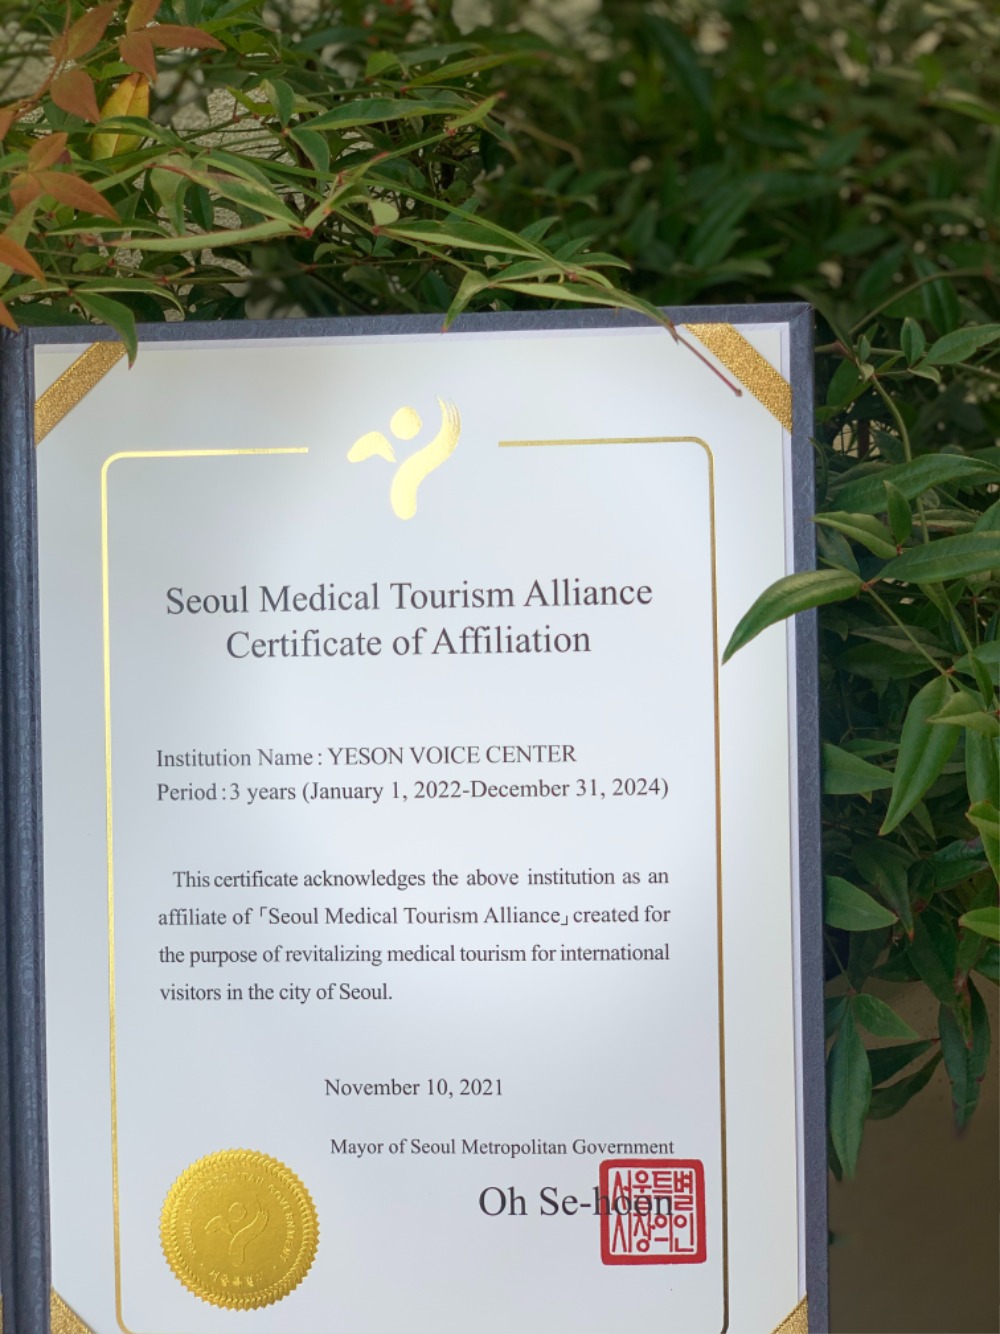 Seoul Medical Tourism Alliance
Certificate of Affiliation
Institution Name : YESON VOICE CENTER
Period : 3 years (January 1, 2022-December 31, 2024)
This certificate acknowledges the above institution as an
affiliate of「Seoul Medical Tourism Alliance」created for
the purpose of revitalizing medical tourism for international
visitors in the city of Seoul.
November 10, 2021
Mayor of Seoul Metropolitan Government
Oh Se-hoon
서울특별
시장의인